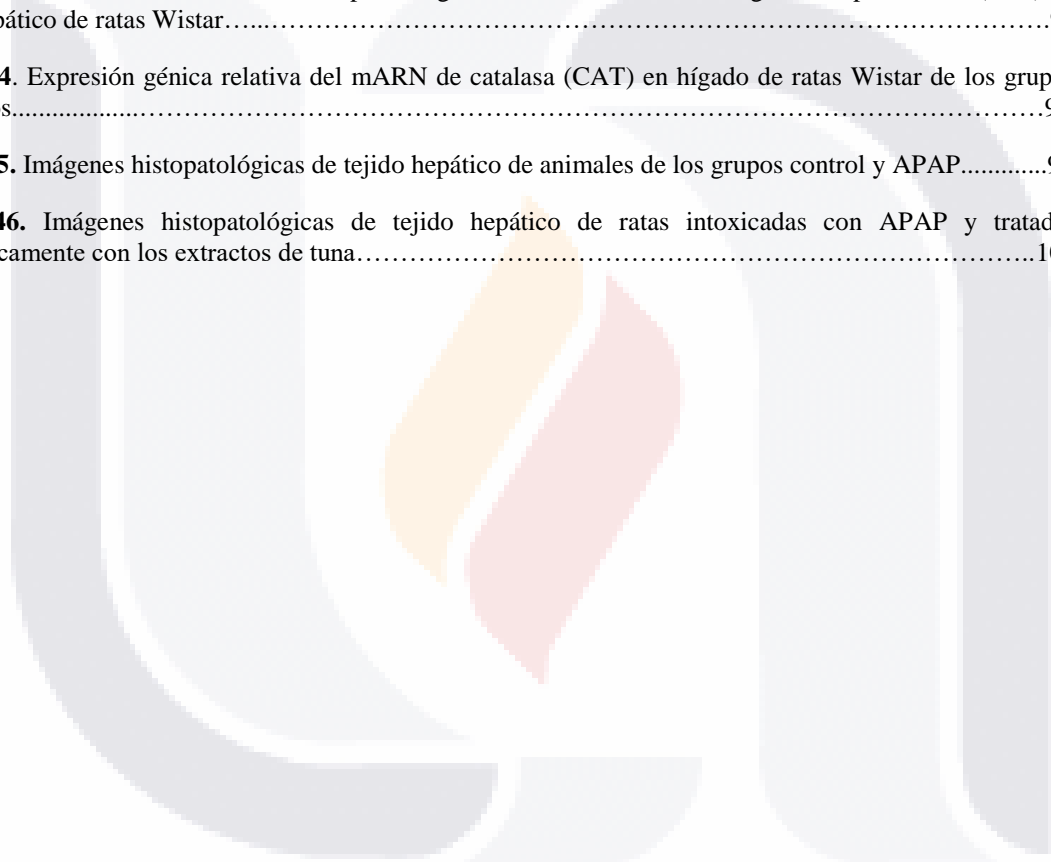 pático de ratas Wistar…...……………………………………………………………………………
4. Expresión génica relativa del mARN de catalasa (CAT) en hígado de ratas Wistar de los grup
os...................……………………………………………………………………………………9
5. Imágenes histopatológicas de tejido hepático de animales de los grupos control y APAP............9
46. Imágenes histopatológicas de tejido hepático de ratas intoxicadas con APAP y tratad
camente con los extractos de tuna…………………………………………………………….10